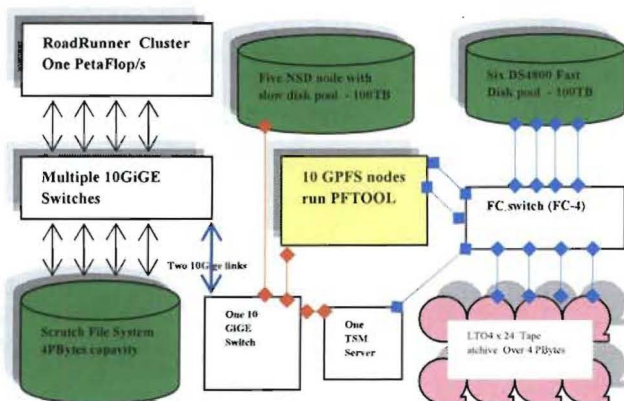 RoadRunner Cluster
One PetaFlop/s
Five NSD node with
slow disk pool - 100TB
Six DS4800 Fast
Disk pool - 100TB
Multiple 10GiGE
Switches
10 GPFS nodes
run PFTOOL
FC switch (FC-4)
Two 10Gige links
Scratch File System
4PBytes capacity
One 10
GiGE
Switch
One
TSM
Server
LTO4 x 24 Tape
atchive Over 4 PBytes